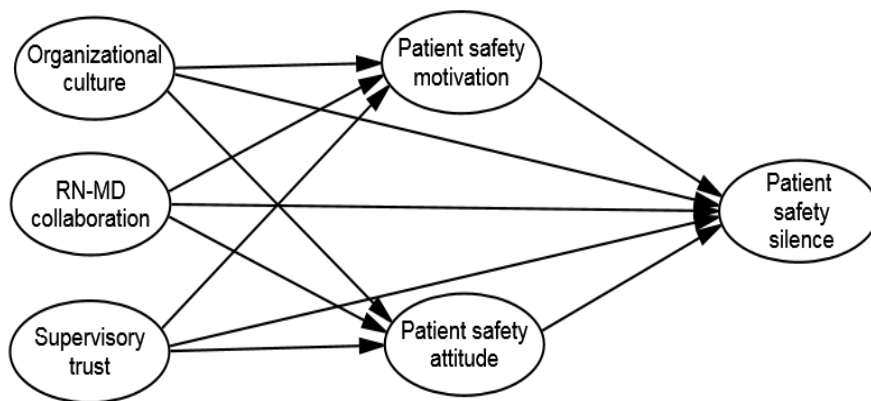 Organizational
culture
Patient safety
motivation
RN-MD
collaboration
Patient
safety
silence
Supervisory
trust
Patient safety
attitude